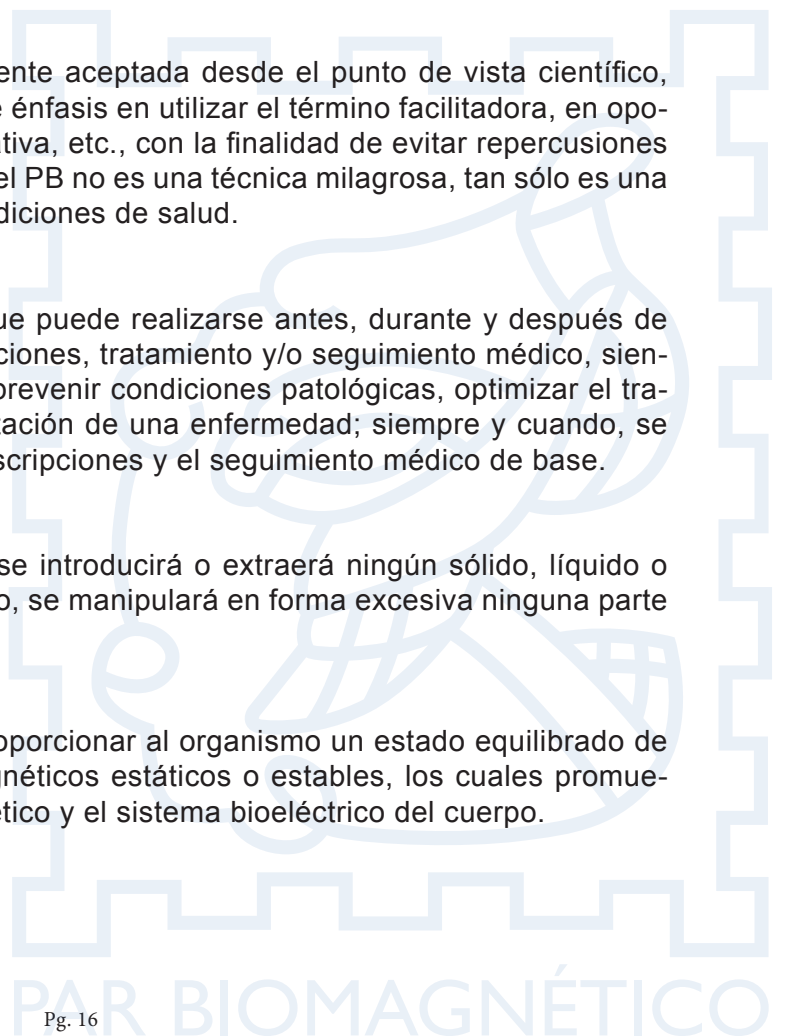 ente aceptada desde el punto de vista científico,
énfasis en utilizar el término facilitadora, en opo-
ativa, etc., con la finalidad de evitar repercusiones
el PB no es una técnica milagrosa, tan sólo es una
diciones de salud.
ue puede realizarse antes, durante y después de
ciones, tratamiento y/o seguimiento médico, sien-
prevenir condiciones patológicas, optimizar el tra-
tación de una enfermedad; siempre y cuando, se
scripciones y el seguimiento médico de base.
se introducirá o extraerá ningún sólido, líquido o
o, se manipulará en forma excesiva ninguna parte
oporcionar al organismo un estado equilibrado de
gnéticos estáticos o estables, los cuales promue-
ético y el sistema bioeléctrico del cuerpo.
PAR BIOMAGNÉTICO
Pg. 16